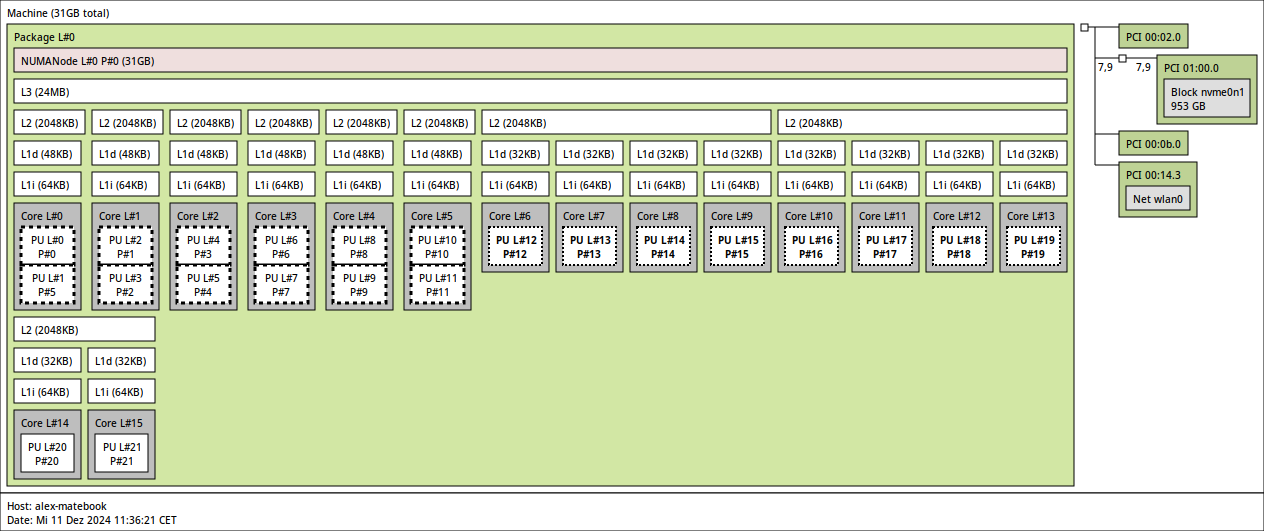 Machine (31GB total)
Package L#0
NUMANode L#0 P#0 (31GB)
L3 (24MB)
L2 (2048KB) L2 (2048KB) L2 (2048KB) L2 (2048KB) L2 (2048KB) L2 (2048KB) L2 (2048KB) L2 (2048KB)
L1d (48KB) L1d (48KB) L1d (48KB) L1d (48KB) L1d (48KB) L1d (48KB) L1d (32KB) L1d (32KB) L1d (32KB) L1d (32KB) L1d (32KB) L1d (32KB) L1d (32KB) L1d (32KB)
L1i (64KB) L1i (64KB) L1i (64KB) L1i (64KB) L1i (64KB) L1i (64KB) L1i (64KB) L1i (64KB) L1i (64KB) L1i (64KB) L1i (64KB) L1i (64KB) L1i (64KB) L1i (64KB)
Core L#0 Core L#1 Core L#2 Core L#3 Core L#4 Core L#5 Core L#6 Core L#7 Core L#8 Core L#9 Core L#10 Core L#11 Core L#12 Core L#13
PU L#0 PU L#2 PU L#4 PU L#6 PU L#8 PU L#10 PU L#12 PU L#13 PU L#14 PU L#15 PU L#16 PU L#17 PU L#18 PU L#19
P#0 P#1 P#3 P#6 P#8 P#10 P#12 P#13 P#14 P#15 P#16 P#17 P#18 P#19
PU L#1 PU L#3 PU L#5 PU L#7 PU L#9 PU L#11
P#5 P#2 P#4 P#7 P#9 P#11
L2 (2048KB)
L1d (32KB) L1d (32KB)
L1i (64KB) L1i (64KB)
Core L#14 Core L#15
PU L#20 PU L#21
P#20 P#21
PCI 00:02.0
7,9 7,9 PCI 01:00.0
Block nvme0n1
953 GB
PCI 00:0b.0
PCI 00:14.3
Net wlan0
Host: alex-matebook
Date: Mi 11 Dez 2024 11:36:21 CET